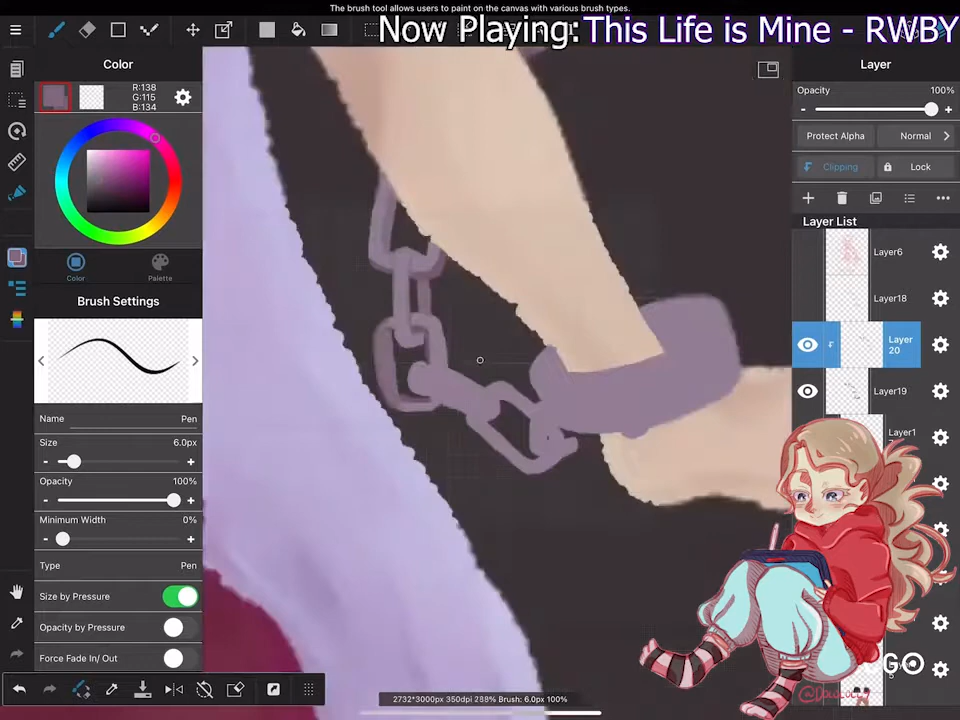 The brush tool allows users to paint on the canvas with various brush types.
Now Playing: This Life is Mine - RWBY
Color
R:138
G:115
B:134
Color
Palette
Brush Settings
Name
Pen
Size
6.0px
-
+
Opacity
100%
-
+
Minimum Width
0%
-
+
Type
Pen
Size by Pressure
Opacity by Pressure
Force Fade In/ Out
2732*3000px 350dpi 288% Brush: 6.0px 100%
Layer
Opacity
100%
-
+
Protect Alpha
Normal
Clipping
Lock
Layer List
Layer6
Layer18
Layer
20
Layer19
Layer1